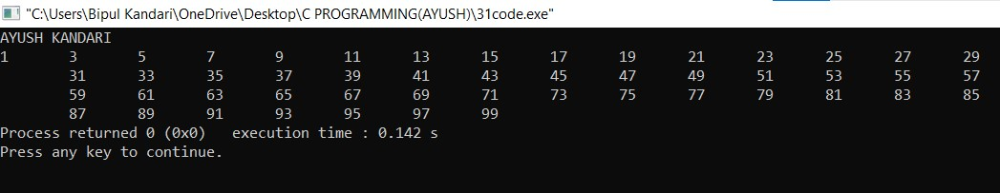 "C:\Users\Bipul Kandari\OneDrive\Desktop\C PROGRAMMING(AYUSH)\31code.exe"
AYUSH KANDARI
1 3 5 7 9 11 13 15 17 19 21 23 25 27 29
31 33 35 37 39 41 43 45 47 49 51 53 55 57
59 61 63 65 67 69 71 73 75 77 79 81 83 85
87 89 91 93 95 97 99
Process returned 0 (0x0) execution time : 0.142 s
Press any key to continue.